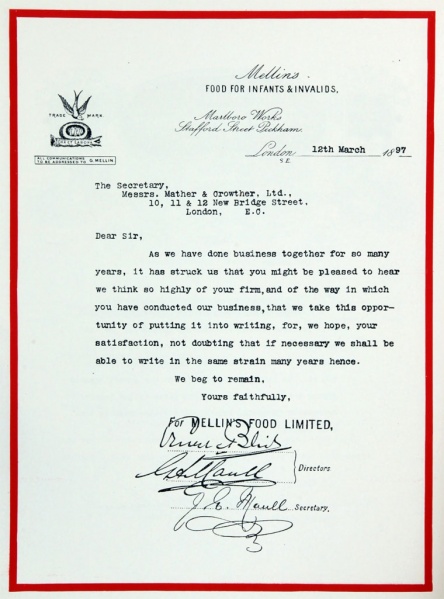 Mellin's
FOOD FOR INFANTS & INVALIDS.
TRADE MARK
ALL COMMUNICATIONS
TO BE ADDRESSED TO G. MELLIN
Marlboro Works
Stafford Street Peckham.
London 12th March 1897
S.E.
The Secretary,
Messrs. Mather & Crowther, Ltd.,
10, 11 & 12 New Bridge Street.
London, E.C.
Dear Sir,
As we have done business together for so many
years, it has struck us that you might be pleased to hear
we think so highly of your firm,and of the way in which
you have conducted our business,that we take this oppor-
tunity of putting it into writing, for, we hope, your
satisfaction, not doubting that if necessary we shall be
able to write in the same strain many years hence.
We beg to remain,
Yours faithfully,
For MELLIN'S FOOD LIMITED,
Directors
J. E. Maull Secretary.